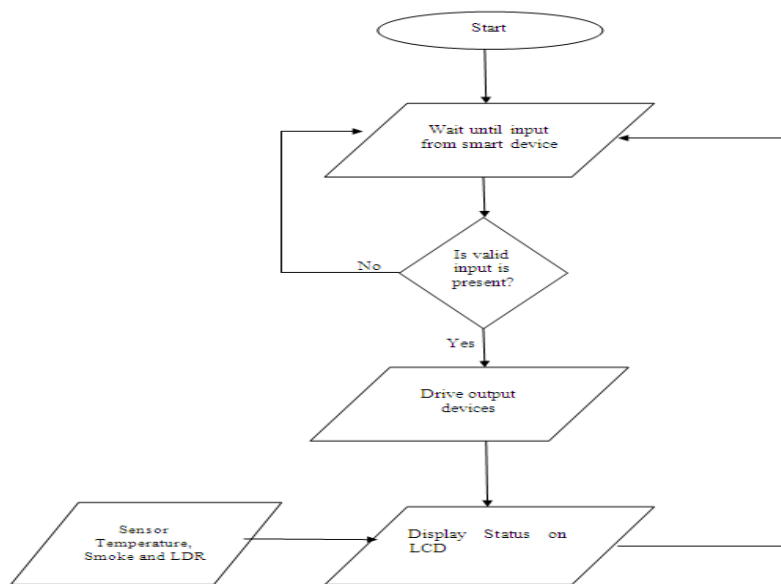 Start
Wait until input
from smart device
Is valid
input is
present?
No
Yes
Drive output
devices
Sensor
Temperature,
Smoke and LDR
Display Status on
LCD